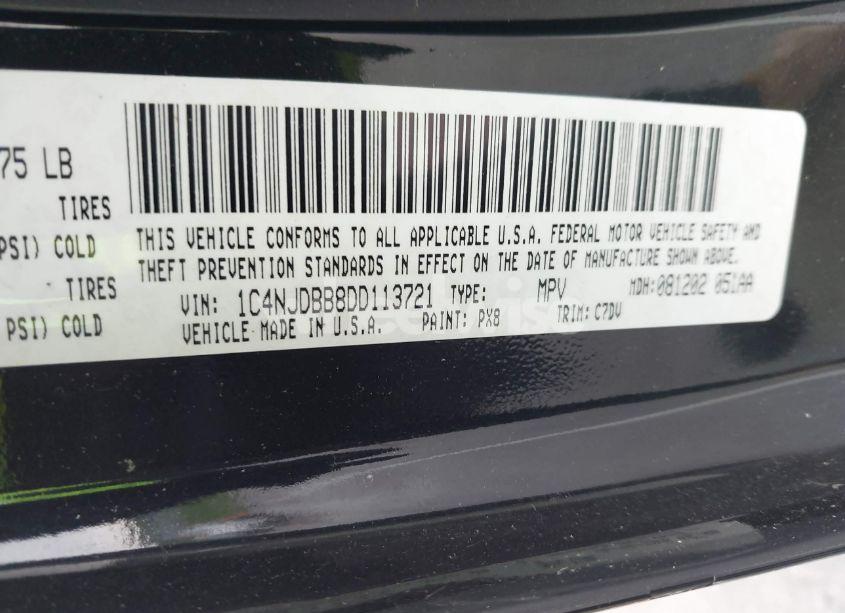 75 LB
TIRES
PSI) COLD
TIRES
PSI) COLD
THIS VEHICLE CONFORMS TO ALL APPLICABLE U.S.A. FEDERAL MOTOR VEHICLE SAFETY AND
THEFT PREVENTION STANDARDS IN EFFECT ON THE DATE OF MANUFACTURE SHOWN ABOVE.
VIN: 1C4NJDBB8DD113721 TYPE: MPV MDH: 081202 051AA
VEHICLE MADE IN U.S.A. PAINT: PX8 TRIM: C7DV